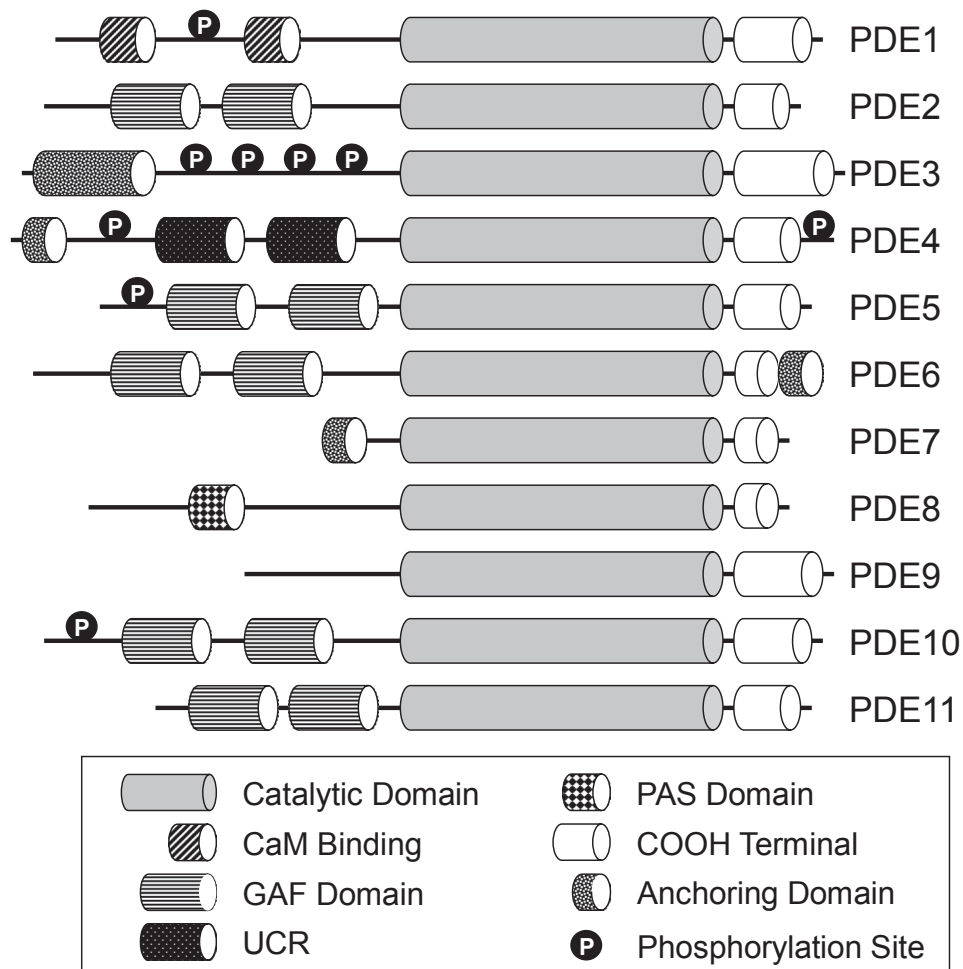 P
PDE1
PDE2
P P P P
PDE3
P P
PDE4
P
PDE5
PDE6
PDE7
PDE8
PDE9
P
PDE10
PDE11
Catalytic Domain
CaM Binding
GAF Domain
UCR
PAS Domain
COOH Terminal
Anchoring Domain
P Phosphorylation Site